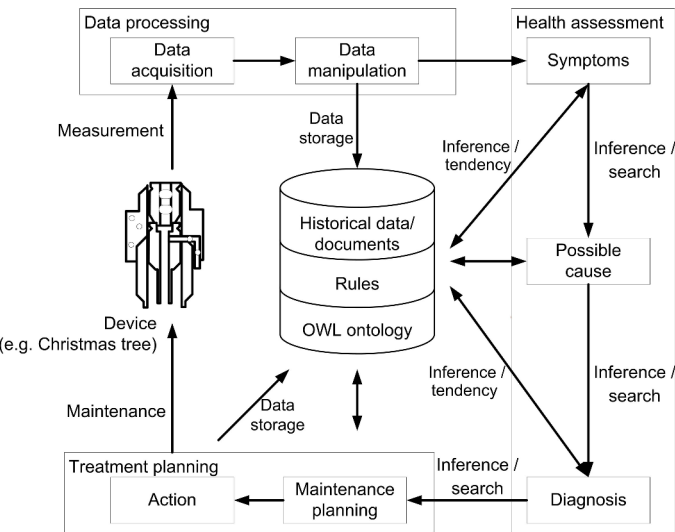 Data processing
Data
acquisition
Data
manipulation
Health assessment
Symptoms
Measurement
Data
storage
Inference /
tendency
Inference /
search
Historical data/
documents
Rules
OWL ontology
Possible
cause
Device
(e.g. Christmas tree)
Inference /
tendency
Inference /
search
Maintenance
Data
storage
Treatment planning
Action
Maintenance
planning
Inference /
search
Diagnosis